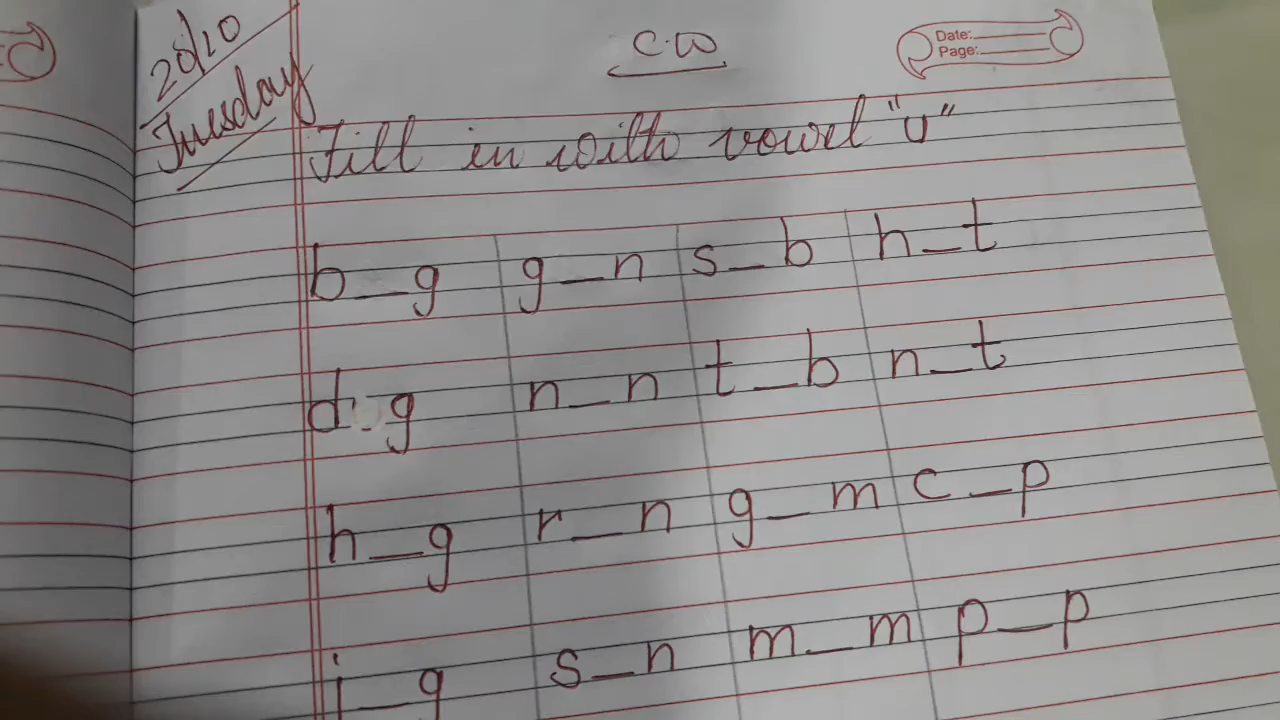 20/10
Tuesday
C.W
Date:
Page:
Fill in with vowel "u"
b_g g_n s_b h_t
d_g n_n t_b n_t
h_g r_n g_m c_p
j_g s_n m_m p_p